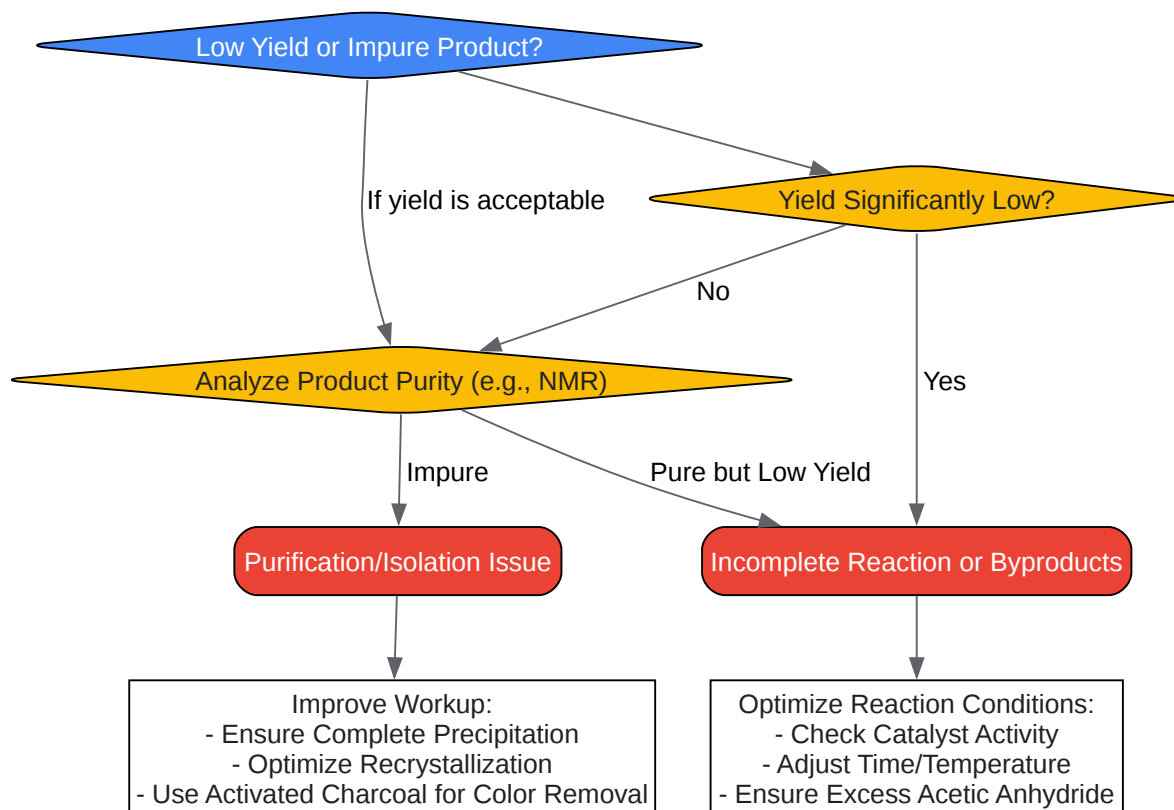 Low Yield or Impure Product?
If yield is acceptable
Yield Significantly Low?
No
Analyze Product Purity (e.g., NMR)
Yes
Impure
Pure but Low Yield
Purification/Isolation Issue
Incomplete Reaction or Byproducts
Improve Workup:
- Ensure Complete Precipitation
- Optimize Recrystallization
- Use Activated Charcoal for Color Removal
Optimize Reaction Conditions:
- Check Catalyst Activity
- Adjust Time/Temperature
- Ensure Excess Acetic Anhydride